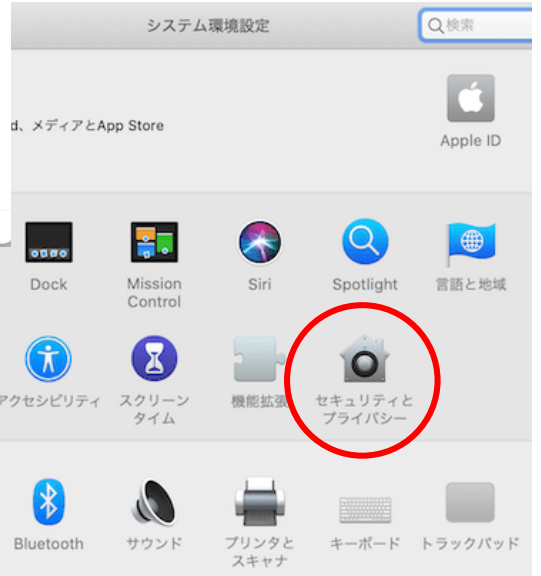 システム環境設定
検索
d、メディアとApp Store
Apple ID
Dock
Mission
Control
Siri
Spotlight
言語と地域
アクセシビリティ
スクリーン
タイム
機能拡張
セキュリティと
プライバシー
Bluetooth
サウンド
プリンタと
スキャナ
キーボード
トラックパッド